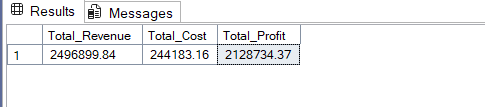 Results Messages
Total_Revenue Total_Cost Total_Profit
1 2496899.84 244183.16 2128734.37